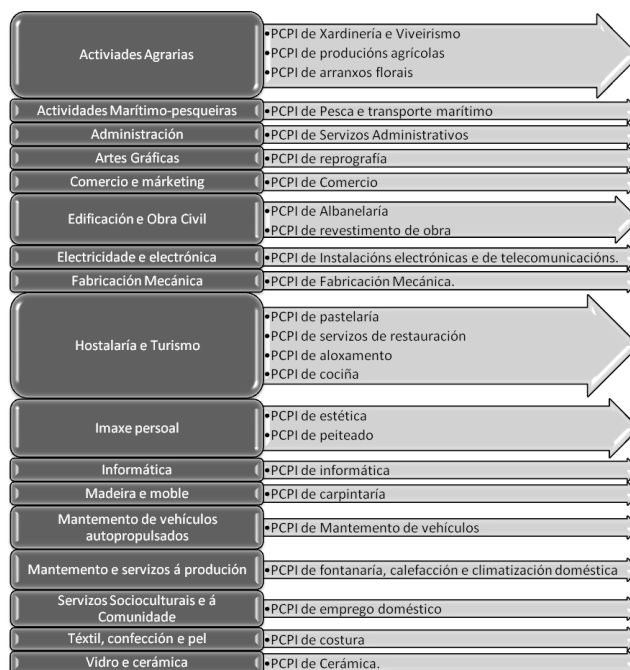 Activiades Agrarias
•PCPI de Xardinería e Viveirismo
•PCPI de producións agrícolas
•PCPI de arranxos florais
Actividades Marítimo-pesqueiras
•PCPI de Pesca e transporte marítimo
Administración
•PCPI de Servizos Administrativos
Artes Gráficas
•PCPI de reprografía
Comercio e márketing
•PCPI de Comercio
Edificación e Obra Civil
•PCPI de Albanelaría
•PCPI de revestimento de obra
Electricidade e electrónica
•PCPI de Instalacións electrónicas e de telecomunicacións.
Fabricación Mecánica
•PCPI de Fabricación Mecánica.
Hostalaría e Turismo
•PCPI de pastelaría
•PCPI de servizos de restauración
•PCPI de aloxamento
•PCPI de cociña
Imaxe persoal
•PCPI de estética
•PCPI de peiteado
Informática
•PCPI de informática
Madeira e moble
•PCPI de carpintaría
Mantemento de vehículos
autopropulsados
•PCPI de Mantemento de vehículos
Mantemento e servizos á produción
•PCPI de fontanaría, calefacción e climatización doméstica
Servizos Socioculturais e á
Comunidade
•PCPI de emprego doméstico
Téxtil, confección e pel
•PCPI de costura
Vidro e cerámica
•PCPI de Cerámica.